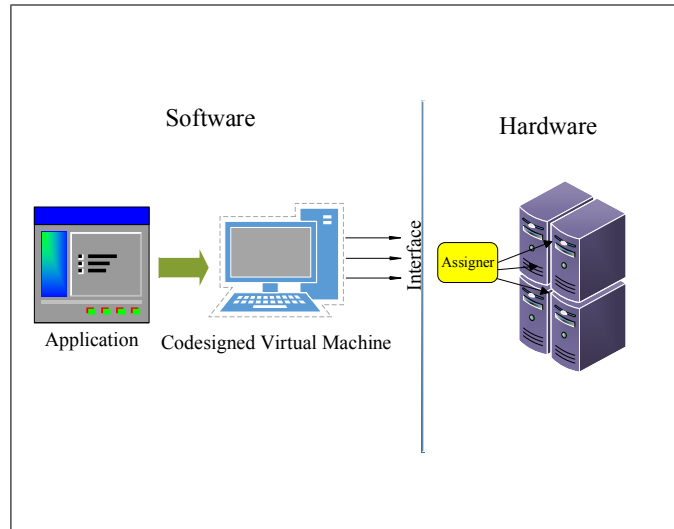 Software
Hardware
Interface
Assigner
Application
Codesigned Virtual Machine